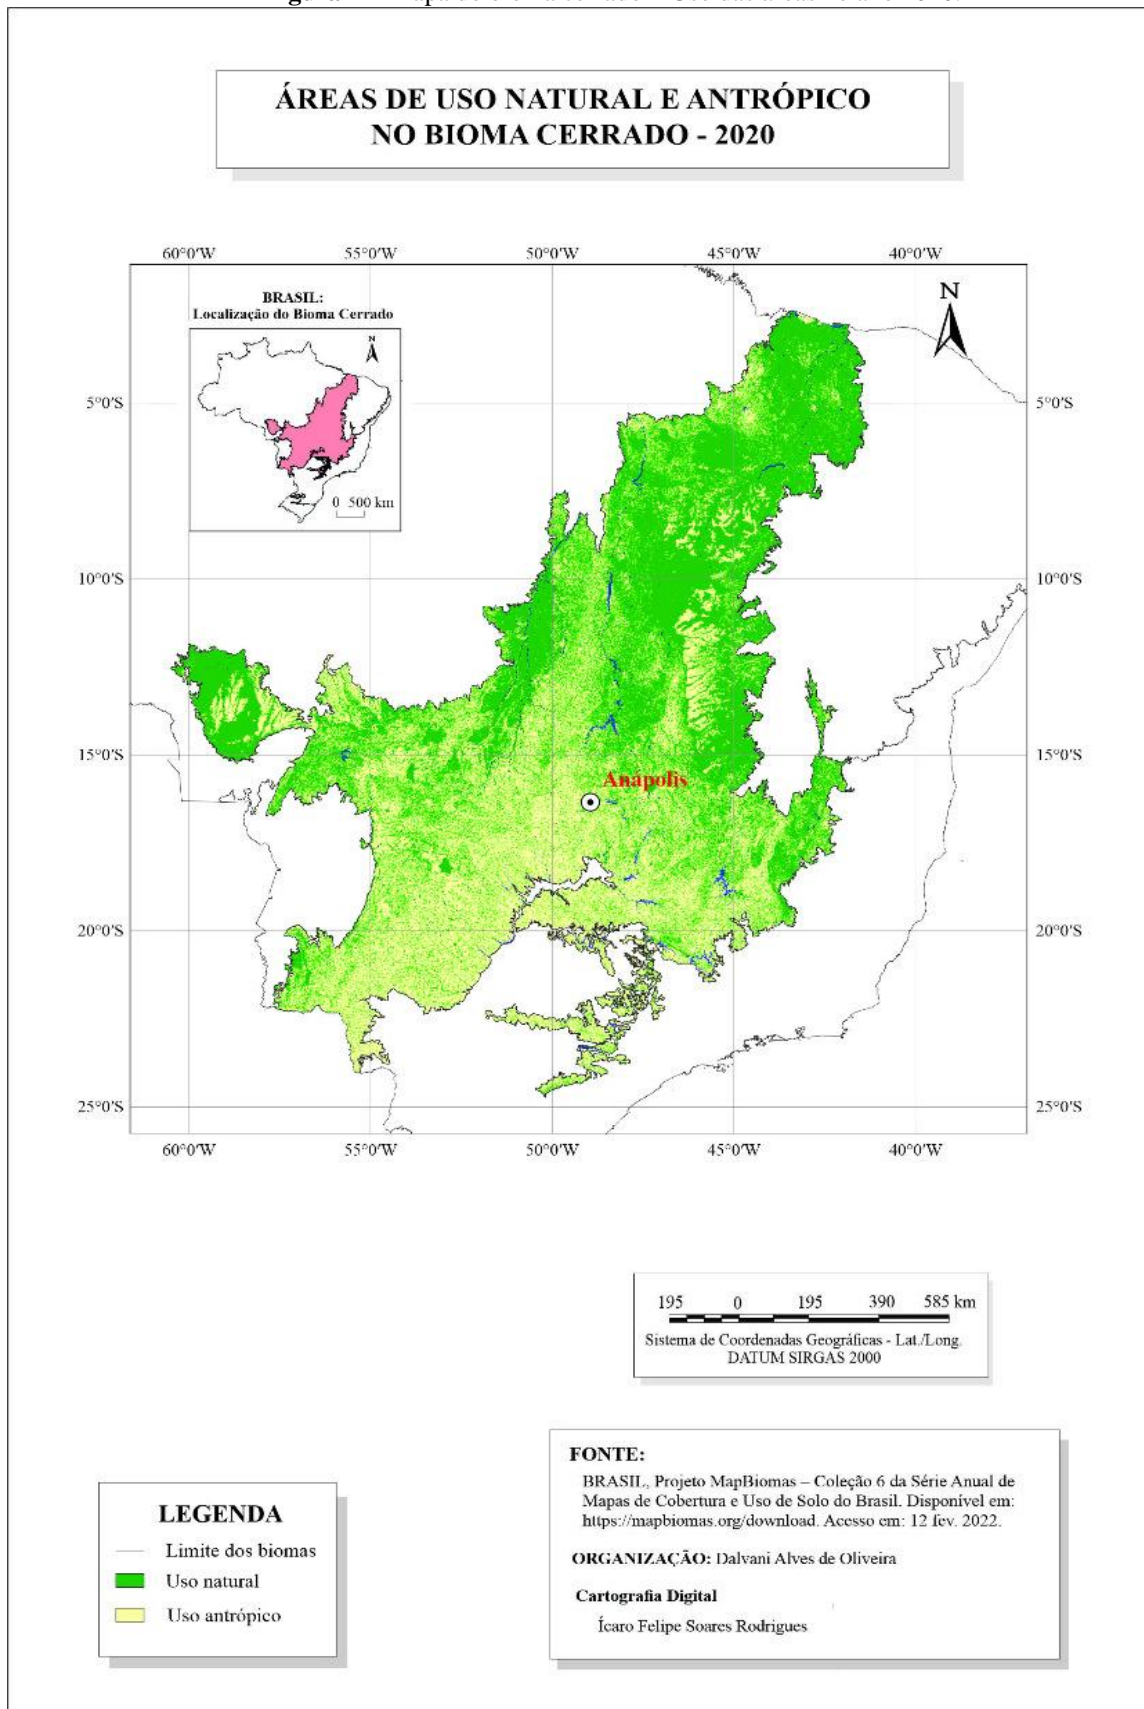 ÁREAS DE USO NATURAL E ANTRÓPICO
NO BIOMA CERRADO - 2020
60°0'W 55°0'W 50°0'W 45°0'W 40°0'W
BRASIL:
Localização do Bioma Cerrado
N
N
0 500 km
5°0'S 5°0'S
10°0'S 10°0'S
15°0'S 15°0'S
Anápolis
20°0'S 20°0'S
25°0'S 25°0'S
60°0'W 55°0'W 50°0'W 45°0'W 40°0'W
195 0 195 390 585 km
Sistema de Coordenadas Geográficas - Lat./Long.
DATUM SIRGAS 2000
FONTE:
BRASIL, Projeto MapBiomas – Coleção 6 da Série Anual de
Mapas de Cobertura e Uso de Solo do Brasil. Disponível em:
https://mapbiomas.org/download. Acesso em: 12 fev. 2022.
ORGANIZAÇÃO: Dalvani Alves de Oliveira
Cartografia Digital
Ícaro Felipe Soares Rodrigues
LEGENDA
Limite dos biomas
Uso natural
Uso antrópico